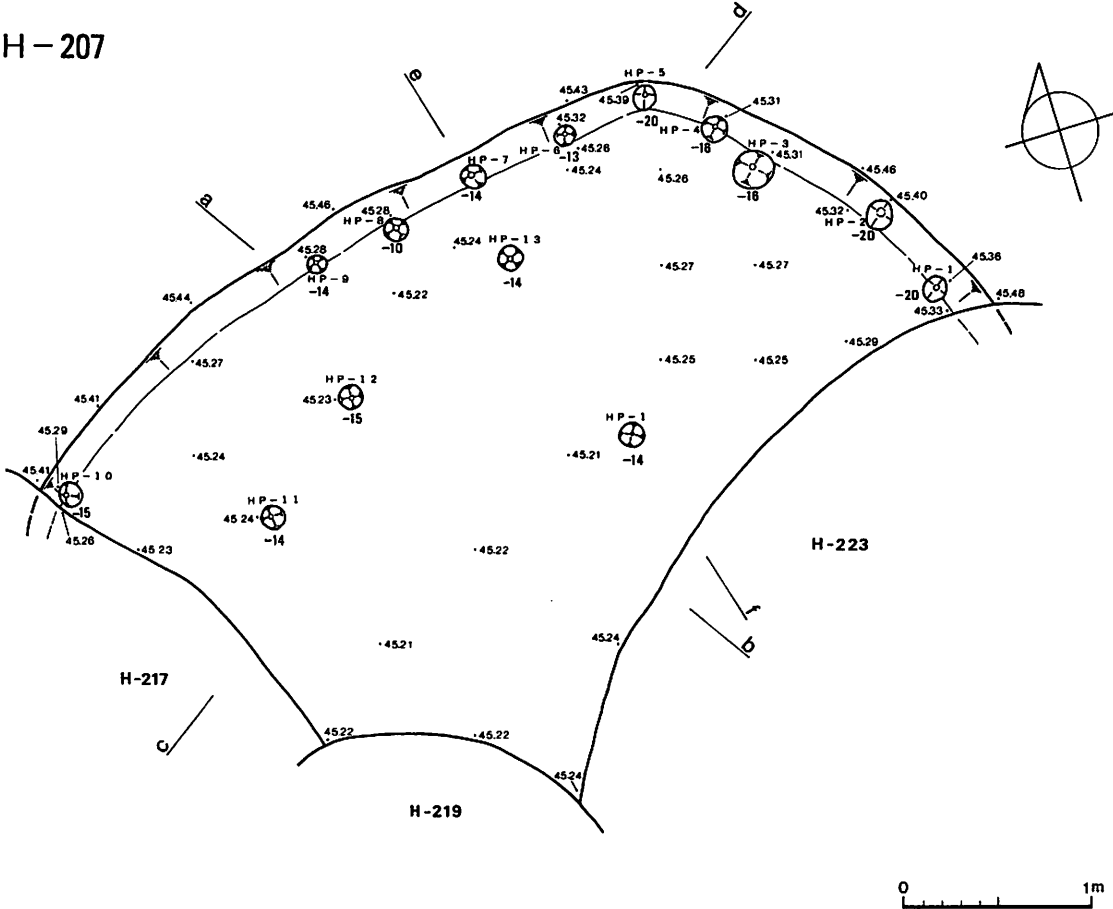 H-207
d
e
HP-5
45.43
45.39
45.31
-20
HP-4
45.32
HP-6
-13
45.26
-18
HP-3
45.31
45.24
45.26
-18
45.46
HP-7
-14
a
45.46
45.28
HP-8
-10
45.32
45.40
HP-2
-20
45.24
HP-13
-14
45.28
HP-9
-14
45.22
45.27
45.27
HP-1
45.36
-20
45.33
45.48
45.44
45.27
45.25
45.25
45.29
HP-12
45.23
-15
45.41
HP-1
-14
45.29
45.24
45.21
45.41
HP-10
-15
45.26
HP-11
45.24
-14
45.23
45.22
H-223
f
b
45.24
45.21
H-217
c
45.22
45.22
45.24
H-219
0
1m